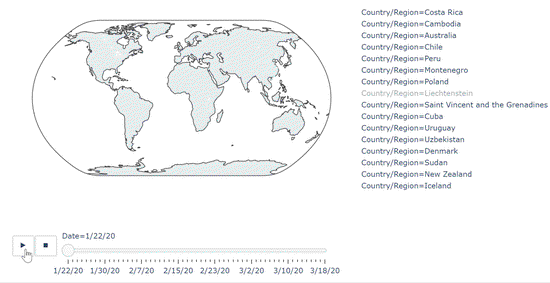 Country/Region=Costa Rica
Country/Region=Cambodia
Country/Region=Australia
Country/Region=Chile
Country/Region=Peru
Country/Region=Montenegro
Country/Region=Poland
Country/Region=Liechtenstein
Country/Region=Saint Vincent and the Grenadines
Country/Region=Cuba
Country/Region=Uruguay
Country/Region=Uzbekistan
Country/Region=Denmark
Country/Region=Sudan
Country/Region=New Zealand
Country/Region=Iceland
Date=1/22/20
1/22/20 1/30/20 2/7/20 2/15/20 2/23/20 3/2/20 3/10/20 3/18/20